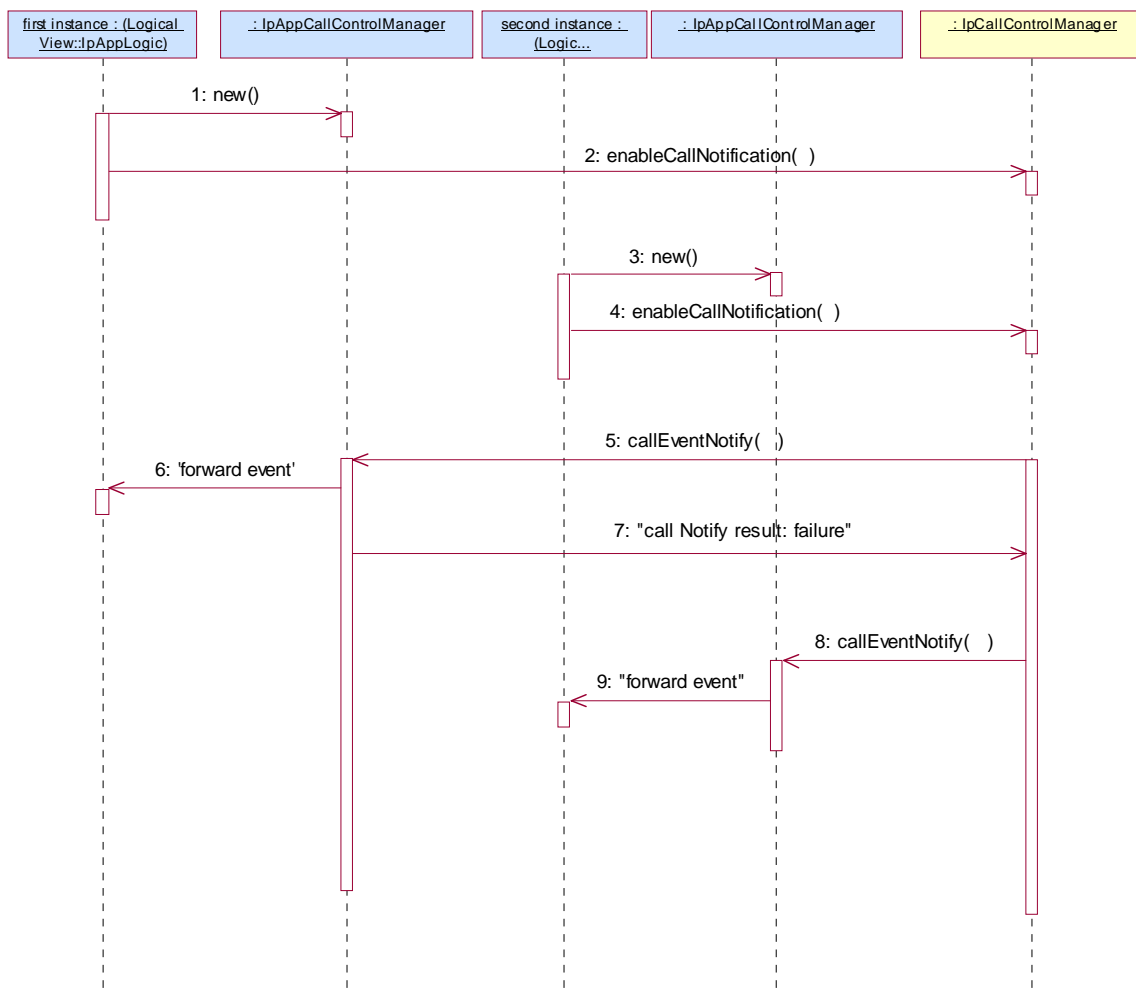 first instance : (Logical
View::IpAppLogic)
: IpAppCallControlManager
second instance :
(Logic...
: IpAppCallControlManager
: IpCallControlManager
1: new()
2: enableCallNotification(  )
3: new()
4: enableCallNotification(  )
5: callEventNotify(  )
6: 'forward event'
7: "call Notify result: failure"
8: callEventNotify(  )
9: "forward event"